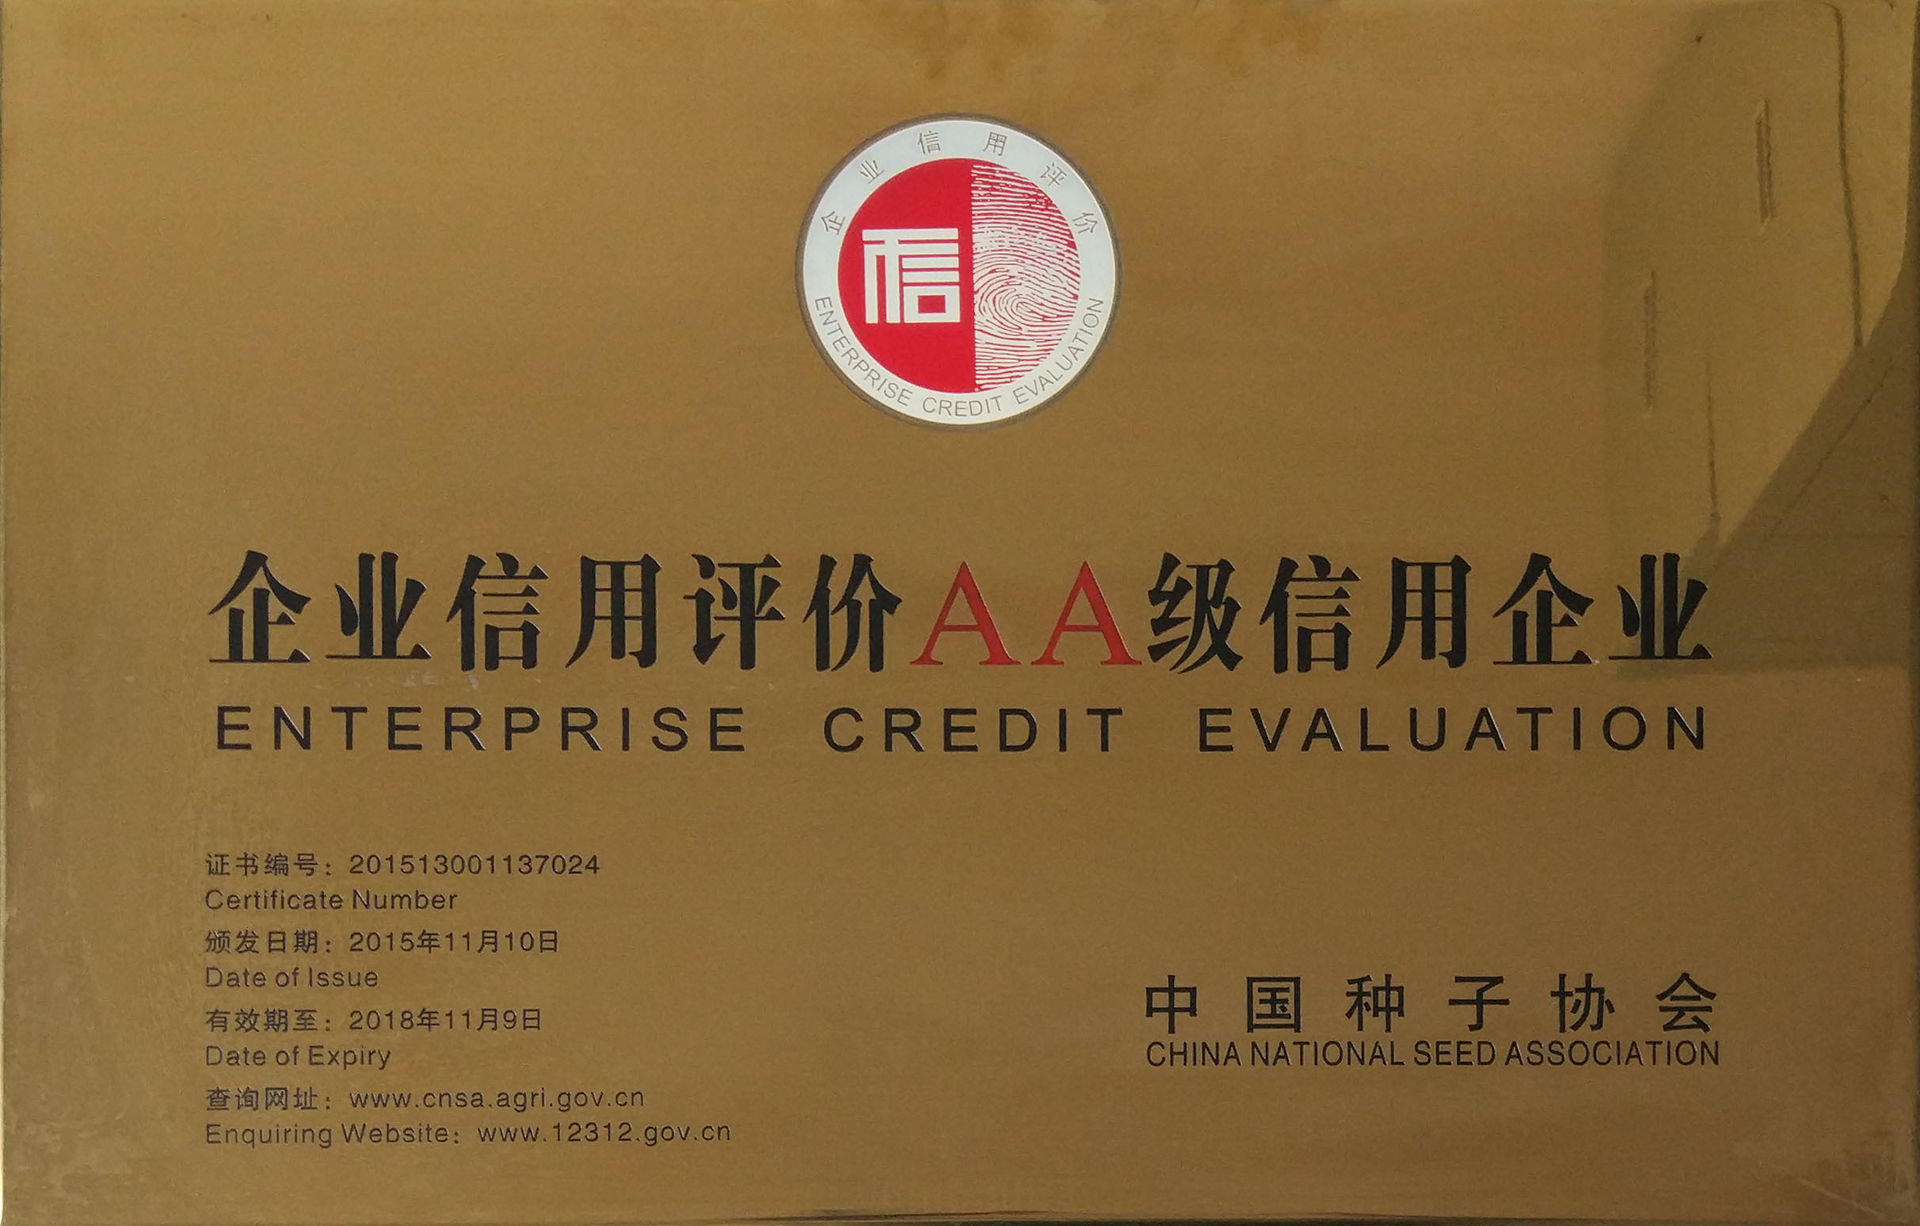 企业信用评价
信
ENTERPRISE CREDIT EVALUATION
企业信用评价AA级信用企业
ENTERPRISE CREDIT EVALUATION
证书编号：201513001137024
Certificate Number
颁发日期：2015年11月10日
Date of Issue
有效期至：2018年11月9日
Date of Expiry
查询网址：www.cnsa.agri.gov.cn
Enquiring Website：www.12312.gov.cn
中国种子协会
CHINA NATIONAL SEED ASSOCIATION